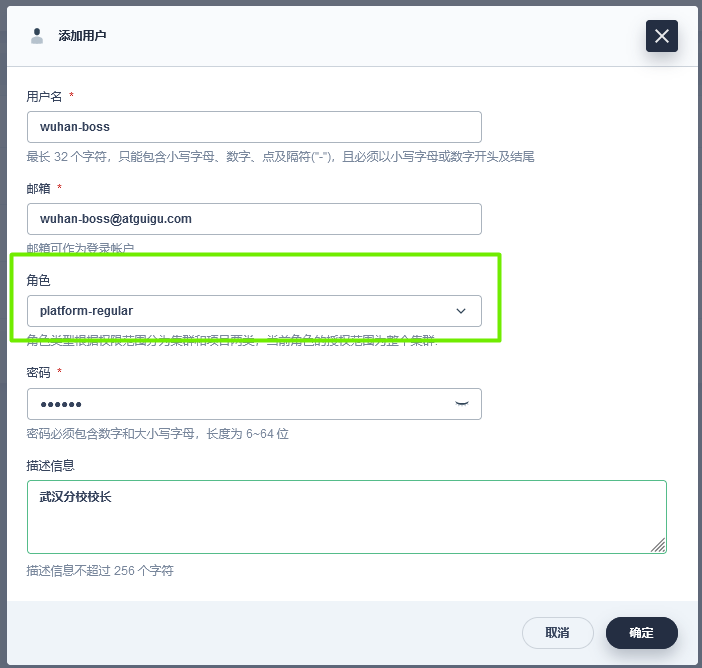 添加用户
用户名 *
wuhan-boss
最长 32 个字符，只能包含小写字母、数字、点及隔符("-")，且必须以小写字母或数字开头及结尾
邮箱 *
wuhan-boss@atguigu.com
邮箱可作为登录帐户
角色
platform-regular
角色类型根据权限范围分为集群和项目两类，当前角色的授权范围为整个集群.
密码 *
••••••
密码必须包含数字和大小写字母，长度为 6~64 位
描述信息
武汉分校校长
描述信息不超过 256 个字符
取消
确定